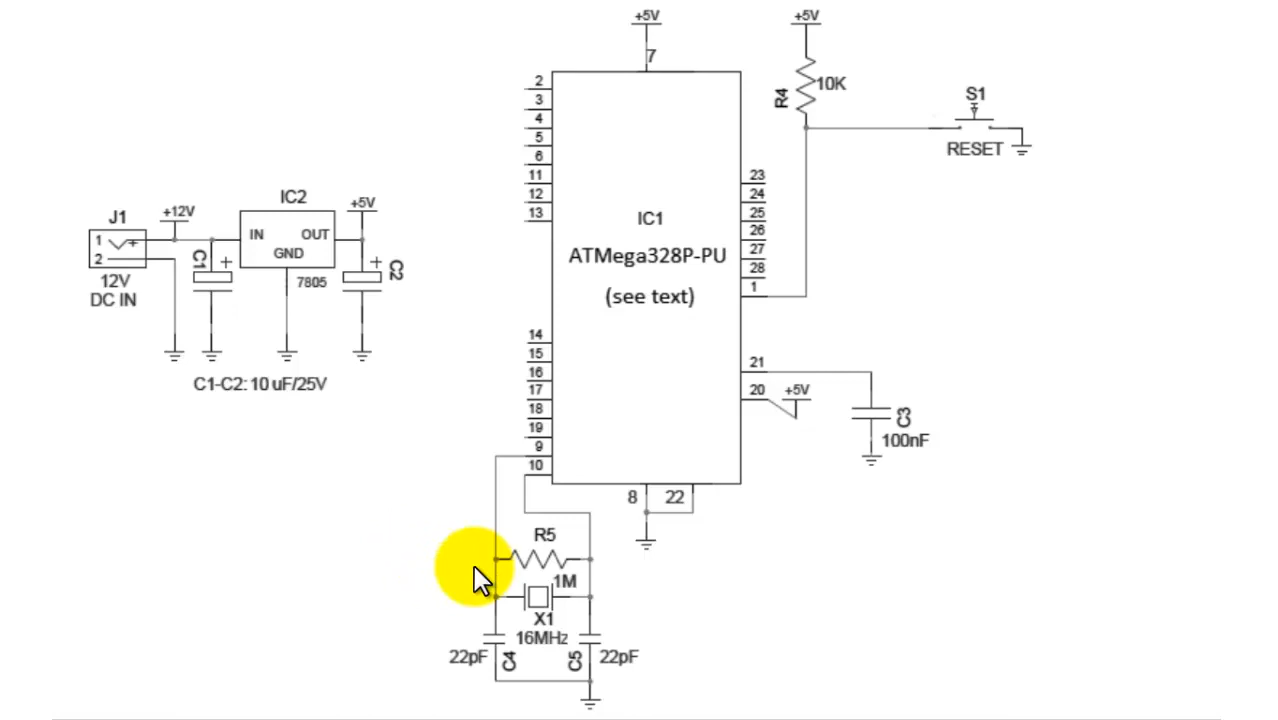 +5V
+5V
7
2
3
4
5
6
11
12
13
R4
10K
S1
RESET
23
24
25
26
27
28
1
IC1
ATMega328P-PU
(see text)
J1
+12V
IC2
+5V
1
+
2
IN
OUT
GND
7805
C1
+
+
C2
12V
DC IN
C1-C2: 10 uF/25V
14
15
16
17
18
19
9
10
21
20
+5V
C3
100nF
8
22
R5
1M
X1
16MHz
22pF
C4
C5
22pF